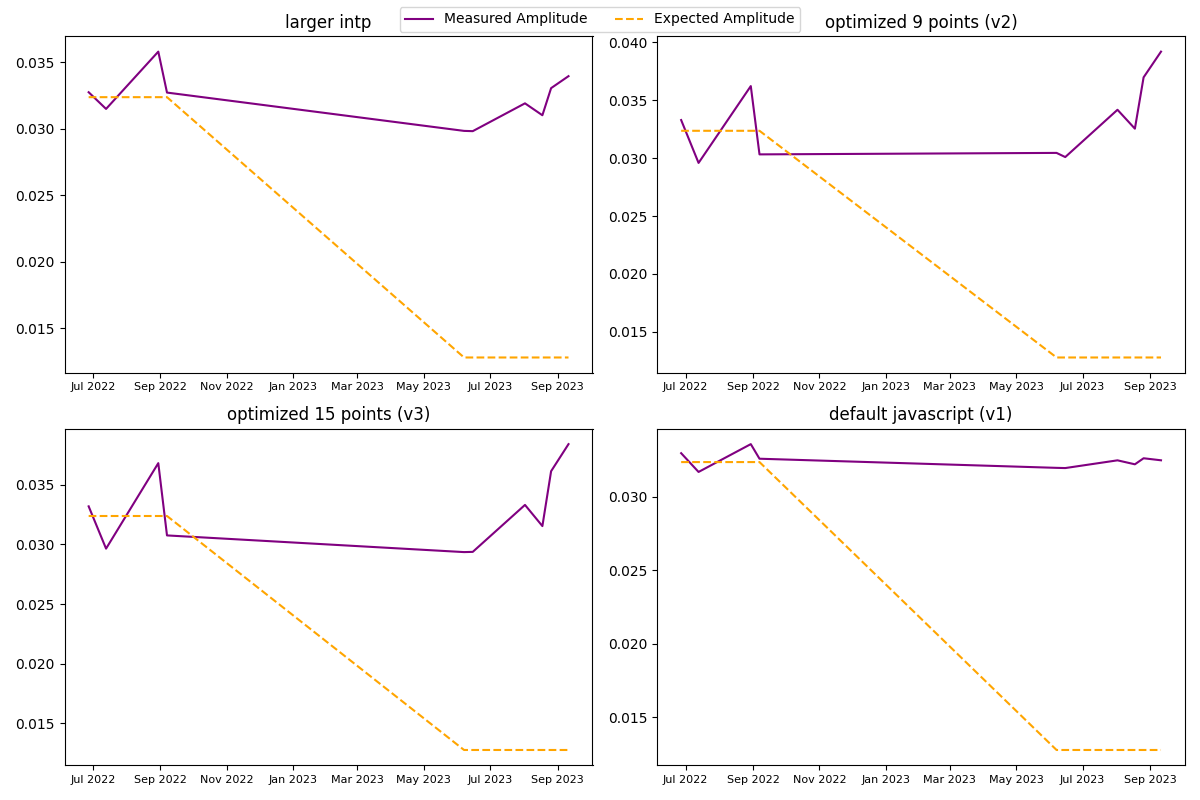 Measured Amplitude Expected Amplitude
larger intp
0.035
0.030
0.025
0.020
0.015
Jul 2022 Sep 2022 Nov 2022 Jan 2023 Mar 2023 May 2023 Jul 2023 Sep 2023
optimized 9 points (v2)
0.040
0.035
0.030
0.025
0.020
0.015
Jul 2022 Sep 2022 Nov 2022 Jan 2023 Mar 2023 May 2023 Jul 2023 Sep 2023
optimized 15 points (v3)
0.035
0.030
0.025
0.020
0.015
Jul 2022 Sep 2022 Nov 2022 Jan 2023 Mar 2023 May 2023 Jul 2023 Sep 2023
default javascript (v1)
0.030
0.025
0.020
0.015
Jul 2022 Sep 2022 Nov 2022 Jan 2023 Mar 2023 May 2023 Jul 2023 Sep 2023